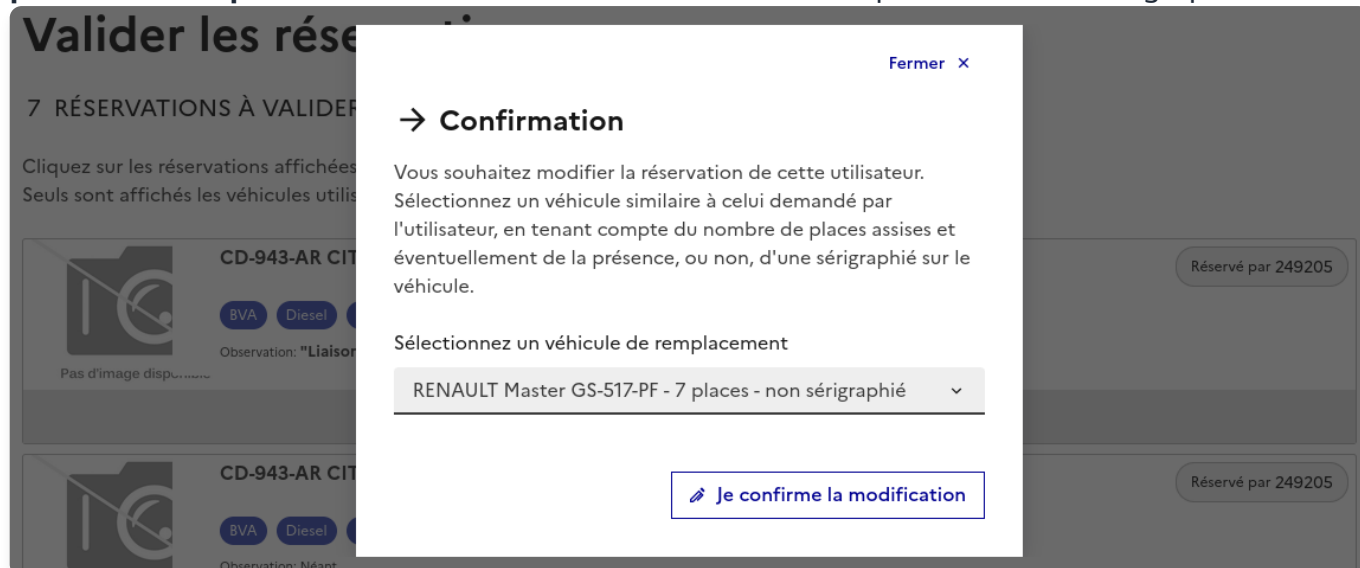 Valider les rése
Fermer ×
7 RÉSERVATIONS À VALIDER
→ Confirmation
Cliquez sur les réservations affichées
Seuls sont affichés les véhicules utilis
Vous souhaitez modifier la réservation de cette utilisateur.
Sélectionnez un véhicule similaire à celui demandé par
l'utilisateur, en tenant compte du nombre de places assises et
éventuellement de la présence, ou non, d'une sérigraphié sur le
véhicule.
CD-943-AR CIT
Réservé par 249205
BVA Diesel
Observation: "Liaison
Pas d'image disponible
Sélectionnez un véhicule de remplacement
RENAULT Master GS-517-PF - 7 places - non sérigraphié
CD-943-AR CIT
Réservé par 249205
BVA Diesel
Observation: Néant
Je confirme la modification